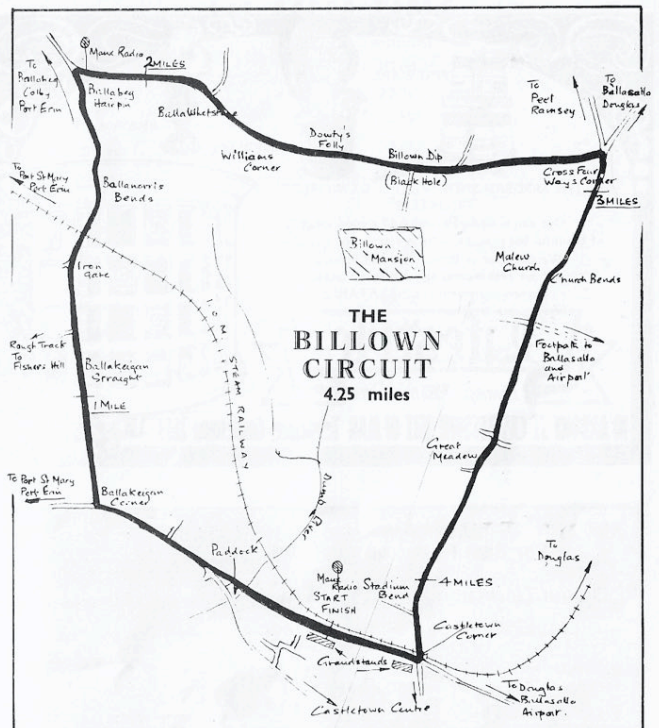 Manx Radio
2 MILES
To
Ballabeg
Colby
Port Erin
Ballabeg
Hairpin
To
Peel
Ramsey
To
Ballasalla
Douglas
BallaWhetstone
Williams
Corner
Dowty's
Folly
Billown Dip
(Black Hole)
Cross Four
Ways Corner
3 MILES
To
Port St Mary
Port Erin
Ballanorris
Bends
Billown
Mansion
Malew
Church
Church Bends
Iron
Gate
I.O.M. STEAM RAILWAY
THE
BILLOWN
CIRCUIT
4.25 miles
Rough Track
To
Fishers Hill
Ballakeigan
Straight
Footpath to
Ballasalla
and
Airport
1 MILE
Great
Meadow
To Port St Mary
Port Erin
Ballakeigan
Corner
River
Paddock
To
Douglas
Manx
Radio
START
FINISH
Stadium
Bend
4 MILES
Castletown
Corner
Grandstands
Castletown Centre
To Douglas
Ballasalla
Airport.